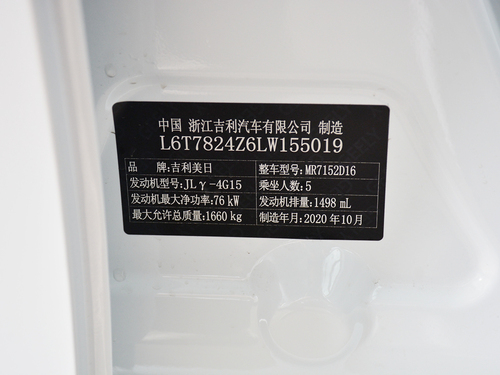 中国 浙江吉利汽车有限公司 制造
L6T7824Z6LW155019
品牌:吉利美日 整车型号:MR7152D16
发动机型号:JLγ-4G15 乘坐人数:5
发动机最大净功率:76kW 发动机排量:1498 mL
最大允许总质量:1660 kg 制造年月:2020年10月